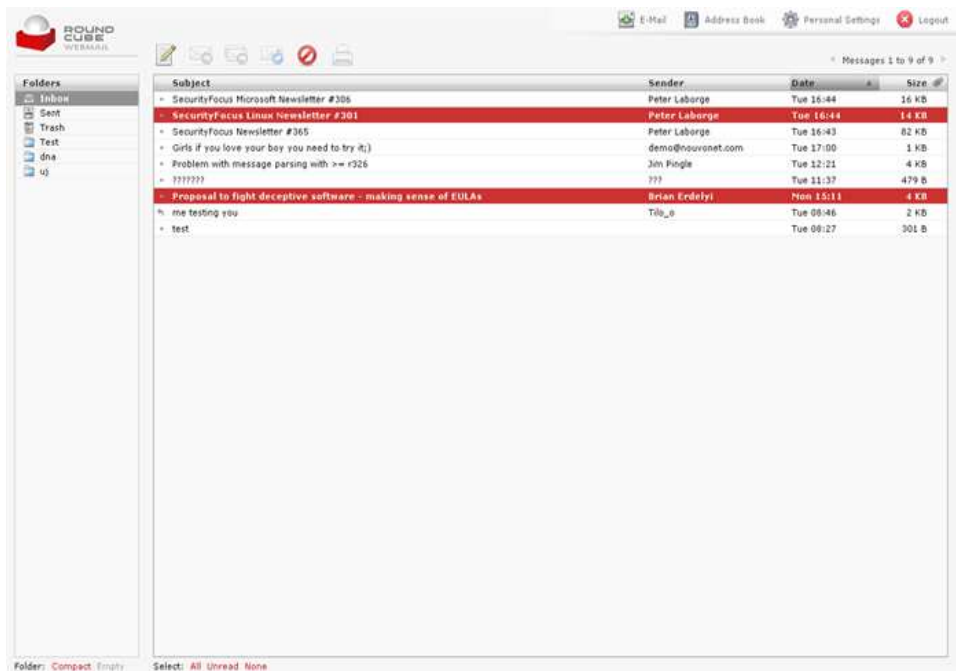 ROUND
CUBE
WEBMAIL
E-Mail Address Book Personal Settings Logout
Messages 1 to 9 of 9
Folders
Inbox
Sent
Trash
Test
dna
uj
Subject Sender Date Size
SecurityFocus Microsoft Newsletter #306 Peter Laborge Tue 16:44 16 KB
SecurityFocus Linux Newsletter #301 Peter Laborge Tue 16:44 14 KB
SecurityFocus Newsletter #365 Peter Laborge Tue 16:43 82 KB
Girls if you love your boy you need to try it;) demo@nouvonet.com Tue 17:00 1 KB
Problem with message parsing with >= r326 Jim Pingle Tue 12:21 4 KB
??????? ??? Tue 11:37 479 B
Proposal to fight deceptive software - making sense of EULAs Brian Erdelyi Mon 15:11 4 KB
me testing you Tilo_o Tue 08:46 2 KB
test Tue 08:27 301 B
Folder: Compact Empty
Select: All Unread None